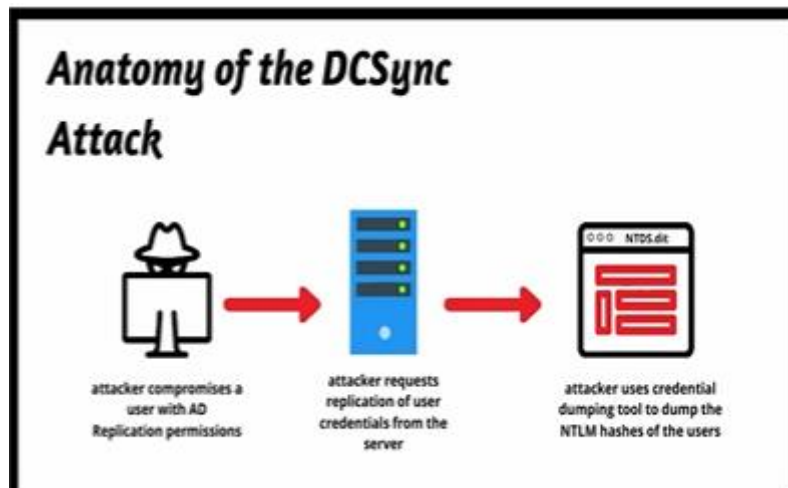 Anatomy of the DCSync
Attack
NTDS.dit
attacker compromises a
user with AD
Replication permissions
attacker requests
replication of user
credentials from the
server
attacker uses credential
dumping tool to dump the
NTLM hashes of the users